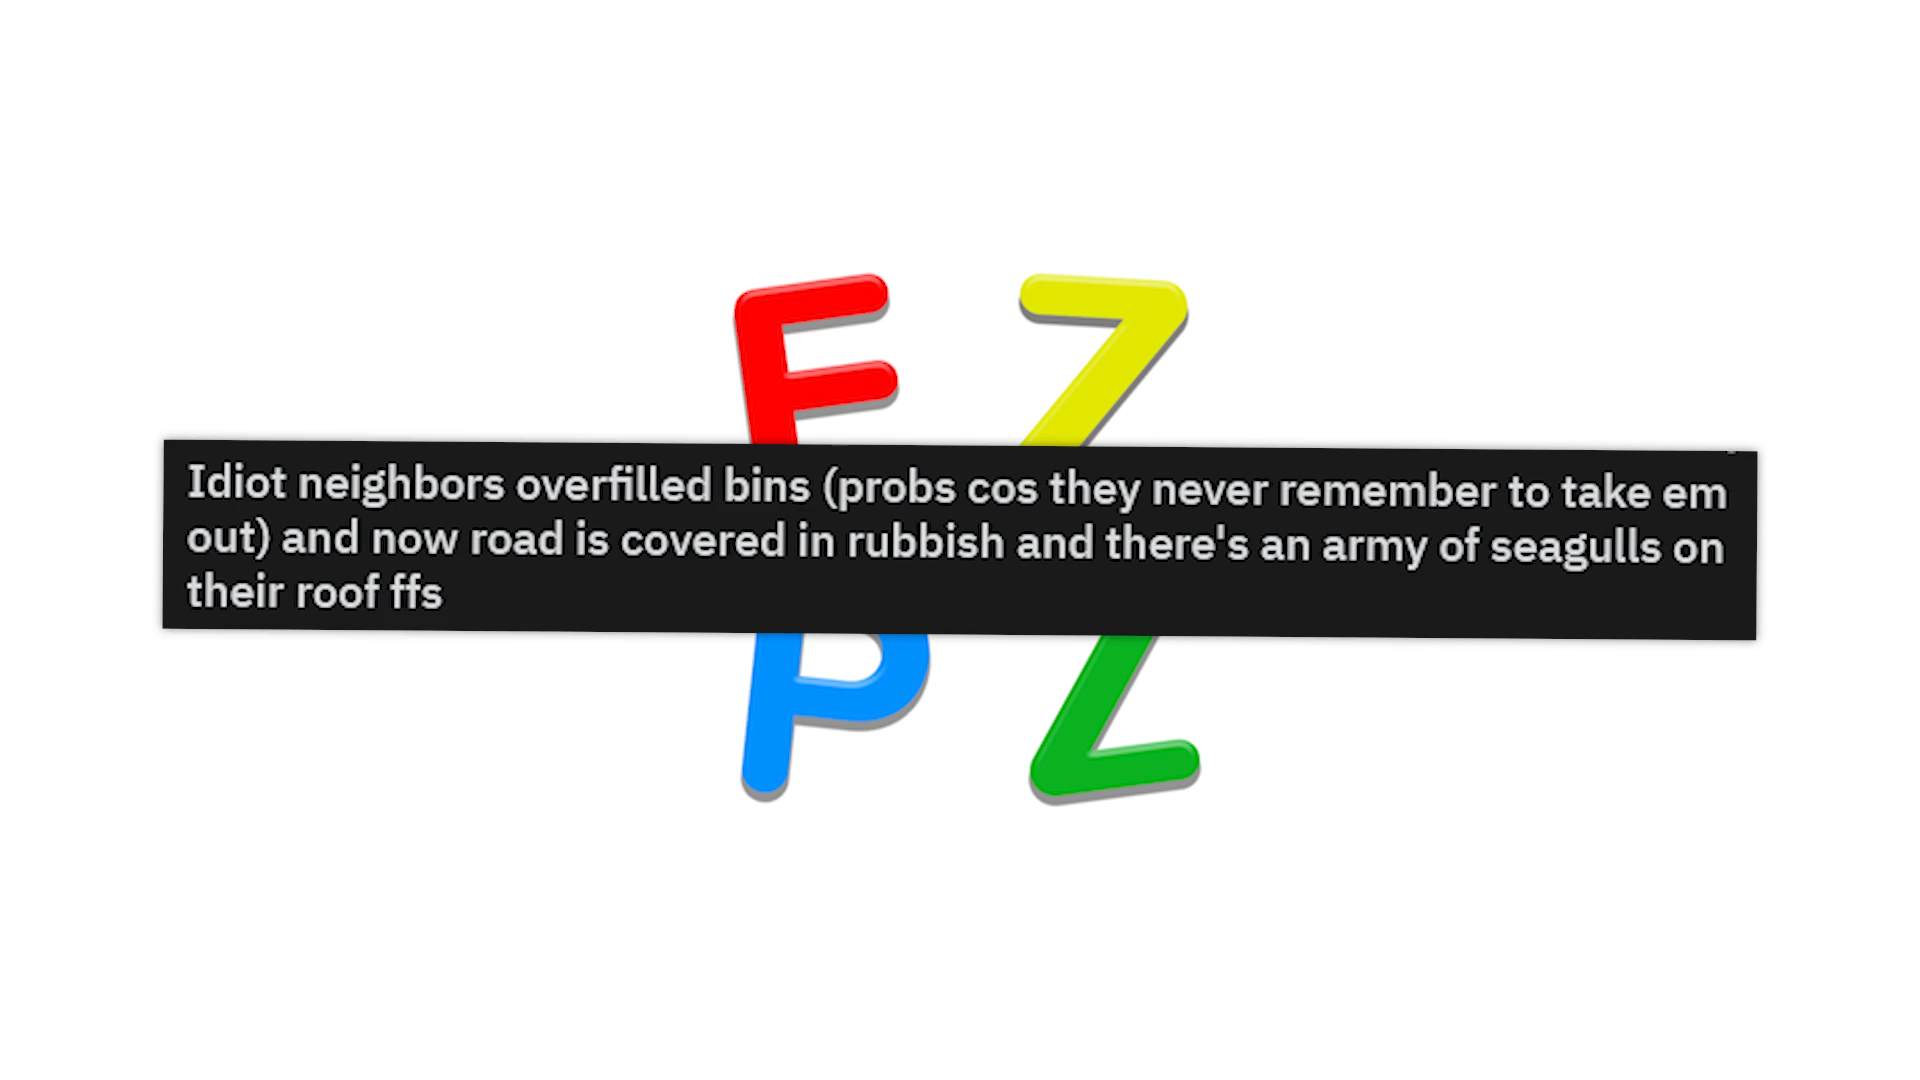 F Z
Idiot neighbors overfilled bins (probs cos they never remember to take em
out) and now road is covered in rubbish and there's an army of seagulls on
their roof ffs
P Z